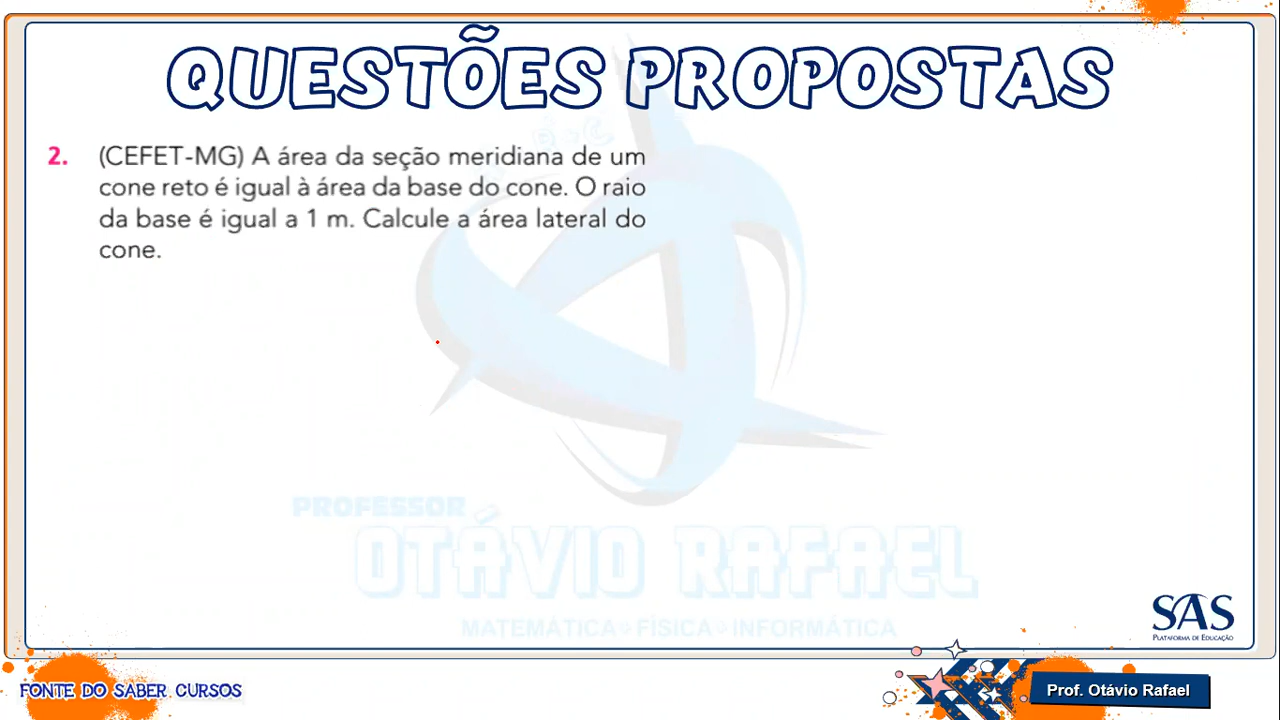 QUESTÕES PROPOSTAS
2. (CEFET-MG) A área da seção meridiana de um
cone reto é igual à área da base do cone. O raio
da base é igual a 1 m. Calcule a área lateral do
cone.
PROFESSOR
OTÁVIO RAFAEL
MATEMÁTICA FÍSICA INFORMÁTICA
SAS
PLATAFORMA DE EDUCAÇÃO
FONTE DO SABER CURSOS
Prof. Otávio Rafael